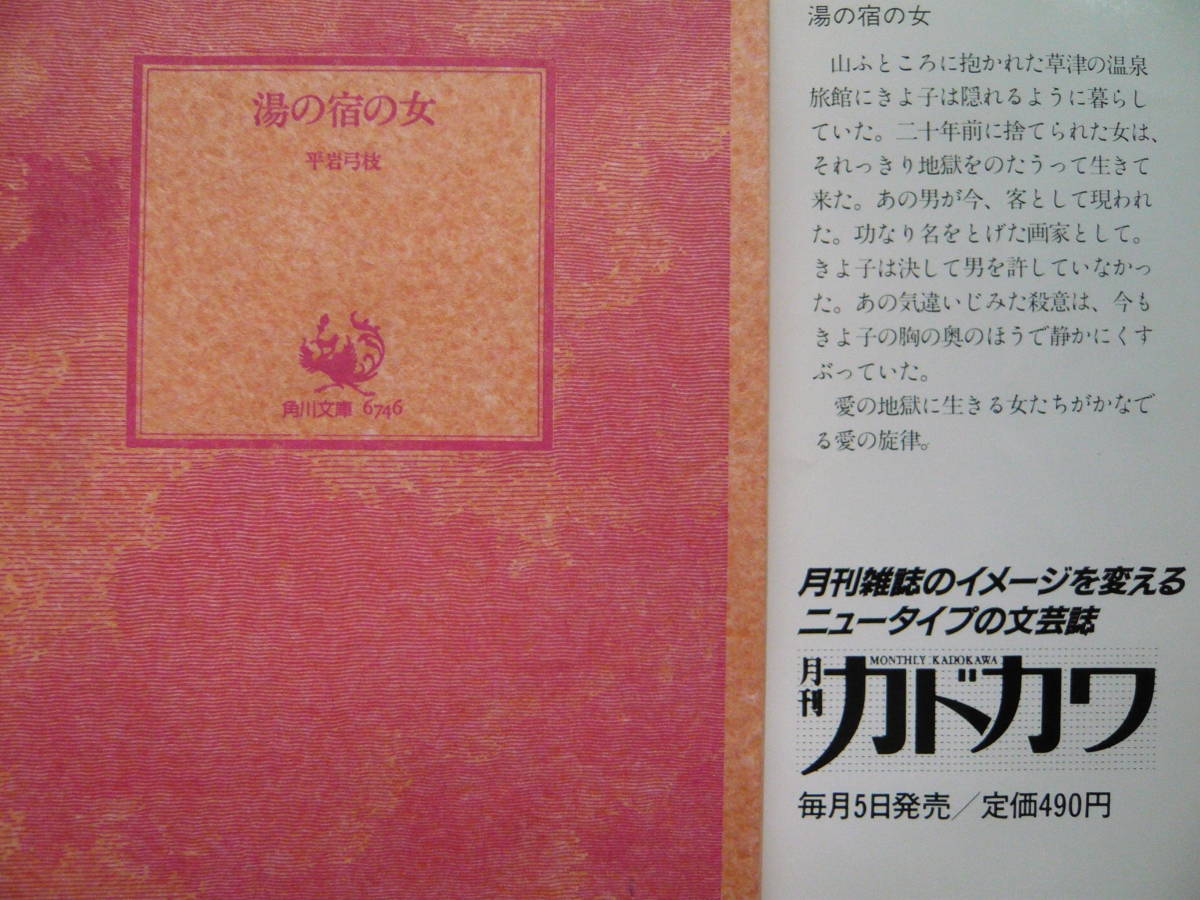 湯の宿の女
平岩弓枝
角川文庫 6746
湯の宿の女
山ふところに抱かれた草津の温泉
旅館にきよ子は隠れるように暮らし
ていた。二十年前に捨てられた女は、
それっきり地獄をのたうって生きて
来た。あの男が今、客として現われ
た。功なり名をとげた画家として。
きよ子は決して男を許していなかっ
た。あの気違いじみた殺意は、今も
きよ子の胸の奥のほうで静かにくす
ぶっていた。
愛の地獄に生きる女たちがかなで
る愛の旋律。
月刊雑誌のイメージを変える
ニュータイプの文芸誌
MONTHLY KADOKAWA
月刊カドカワ
毎月5日発売／定価490円